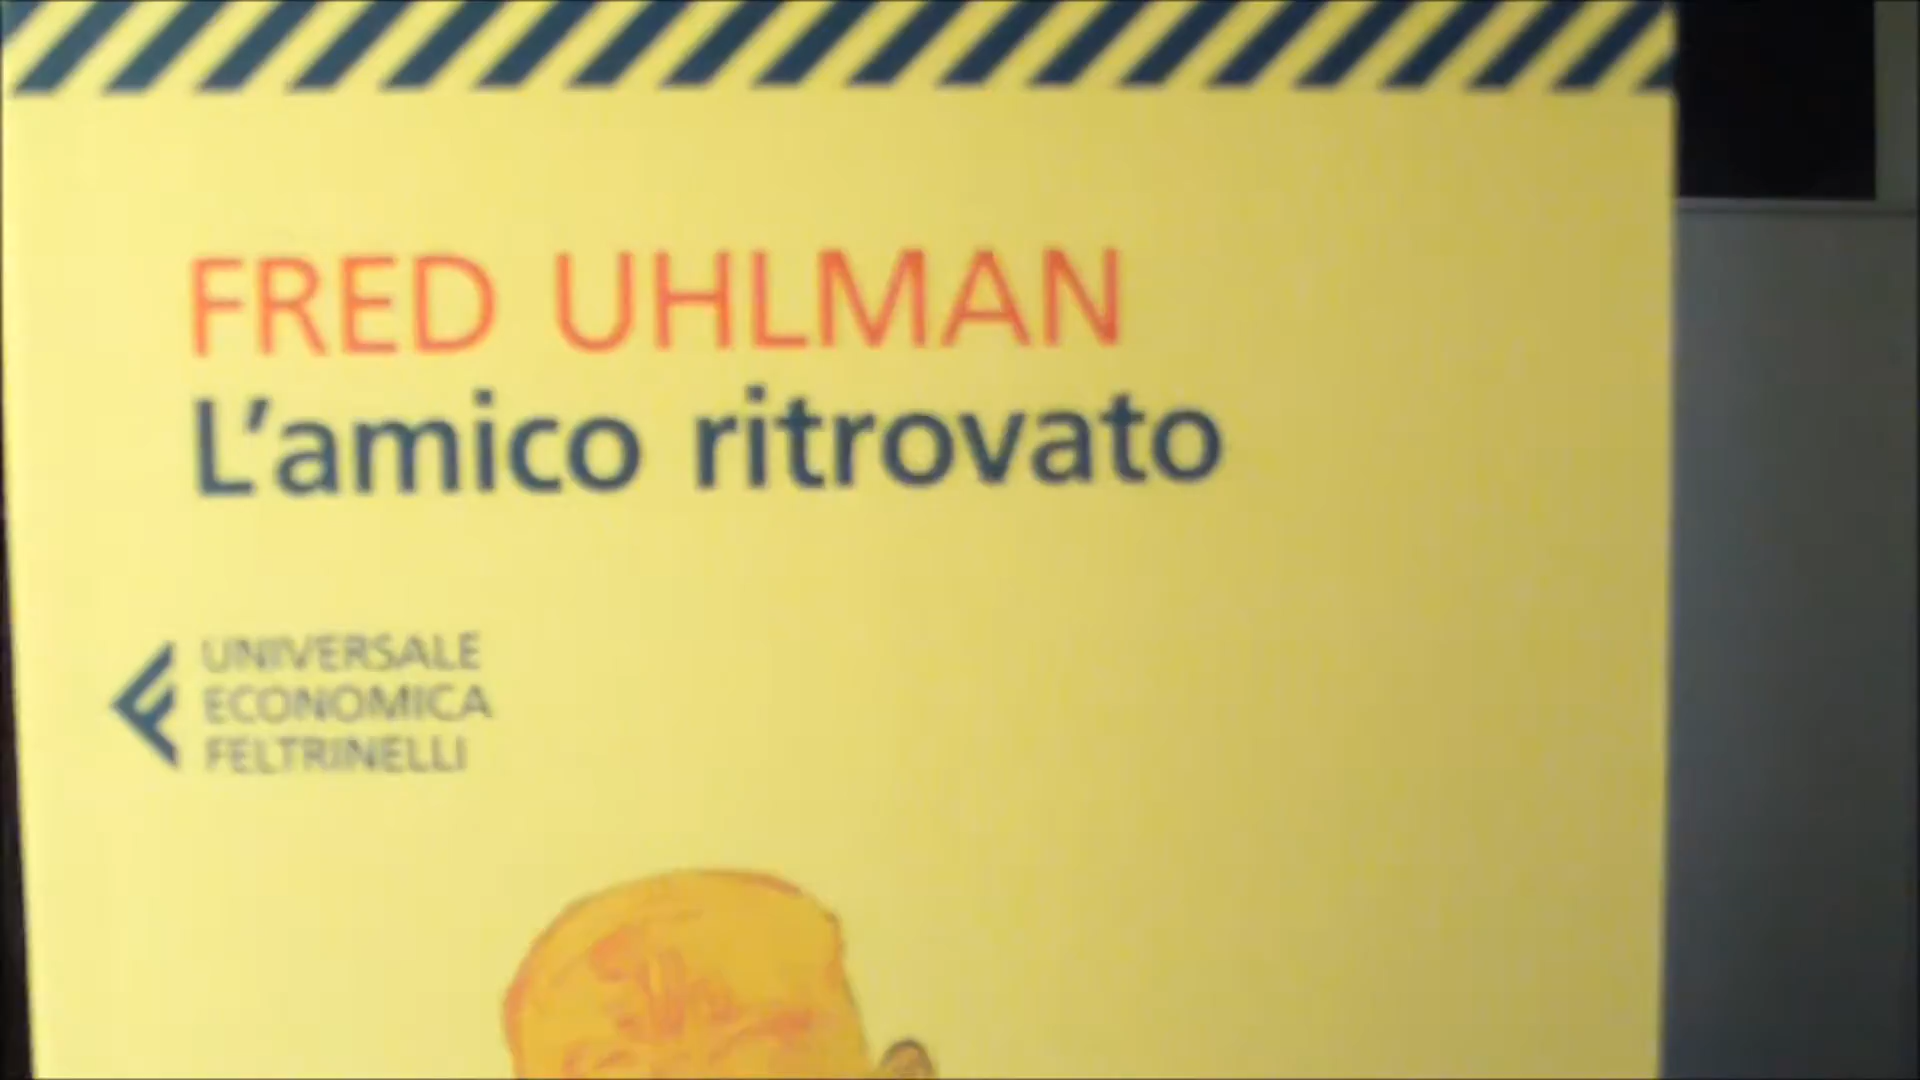 FRED UHLMAN
L'amico ritrovato
UNIVERSALE
ECONOMICA
FELTRINELLI